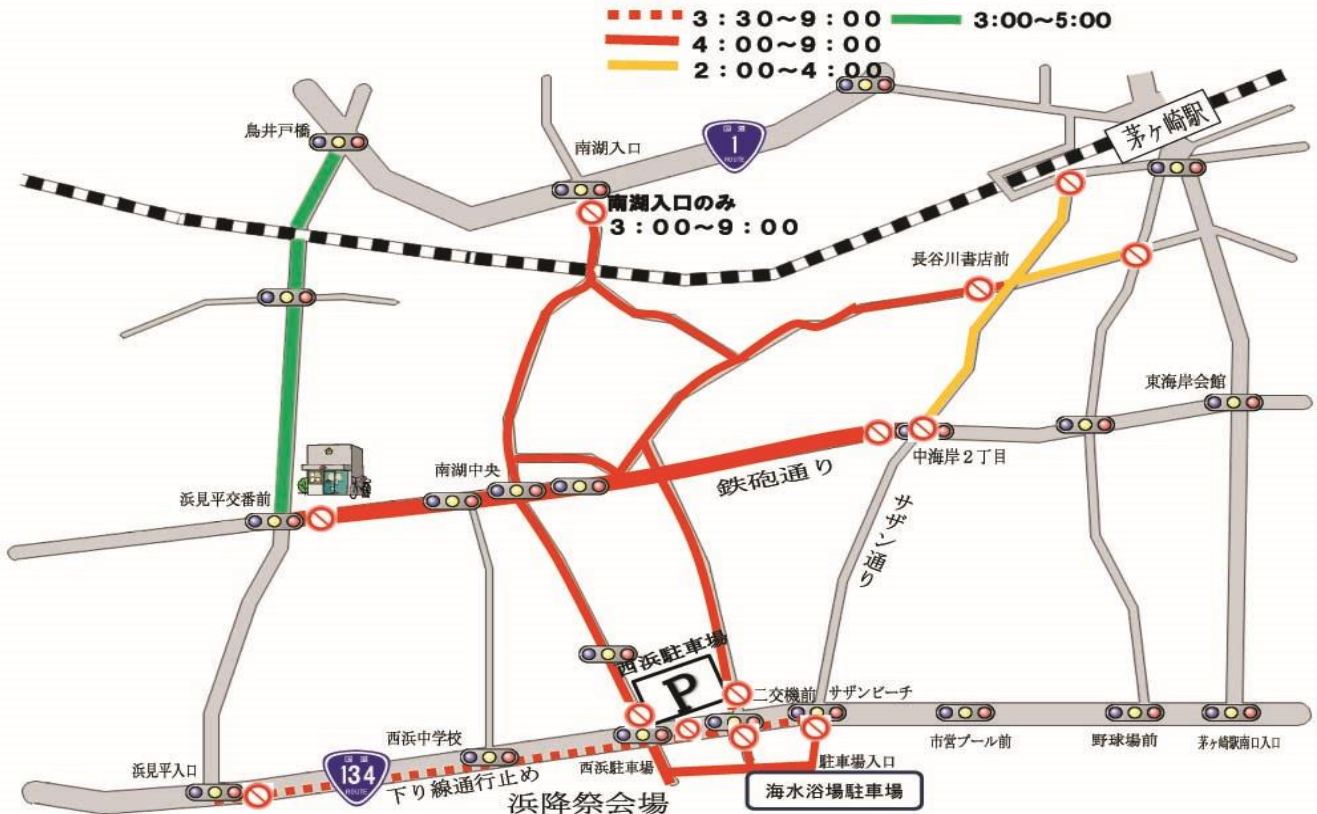 3：30～9：00
3:00～5:00
4：00～9：00
2：00～4：00
茅ヶ崎駅
鳥井戸橋
南湖入口
国道
1
ROUTE
南湖入口のみ
3：00～9：00
長谷川書店前
東海岸会館
中海岸２丁目
南湖中央
鉄砲通り
浜見平交番前
サザン通り
西浜駐車場
P
二交機前
サザンビーチ
西浜中学校
市営プール前
野球場前
茅ヶ崎駅南口入口
浜見平入口
国道
134
ROUTE
下り線通行止め
西浜駐車場
駐車場入口
海水浴場駐車場
浜降祭会場